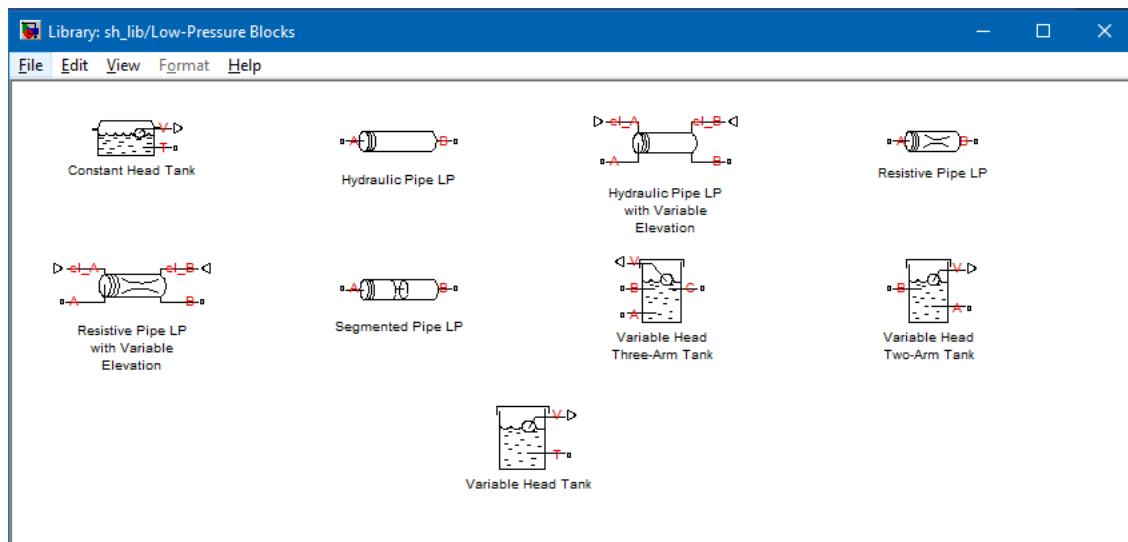 Library: sh_lib/Low-Pressure Blocks
File Edit View Format Help
V
T
Constant Head Tank
A B
Hydraulic Pipe LP
el_A el_B
A B
Hydraulic Pipe LP
with Variable
Elevation
A B
Resistive Pipe LP
el_A el_B
A B
Resistive Pipe LP
with Variable
Elevation
A B
Segmented Pipe LP
V
B C
A
Variable Head
Three-Arm Tank
V
B
A
Variable Head
Two-Arm Tank
V
T
Variable Head Tank